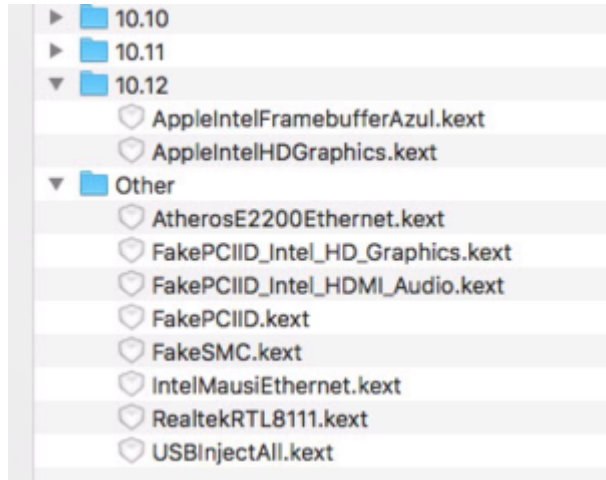 10.10
10.11
10.12
AppleIntelFramebufferAzul.kext
AppleIntelHDGraphics.kext
Other
AtherosE2200Ethernet.kext
FakePCIID_Intel_HD_Graphics.kext
FakePCIID_Intel_HDMI_Audio.kext
FakePCIID.kext
FakeSMC.kext
IntelMausiEthernet.kext
RealtekRTL8111.kext
USBInjectAll.kext